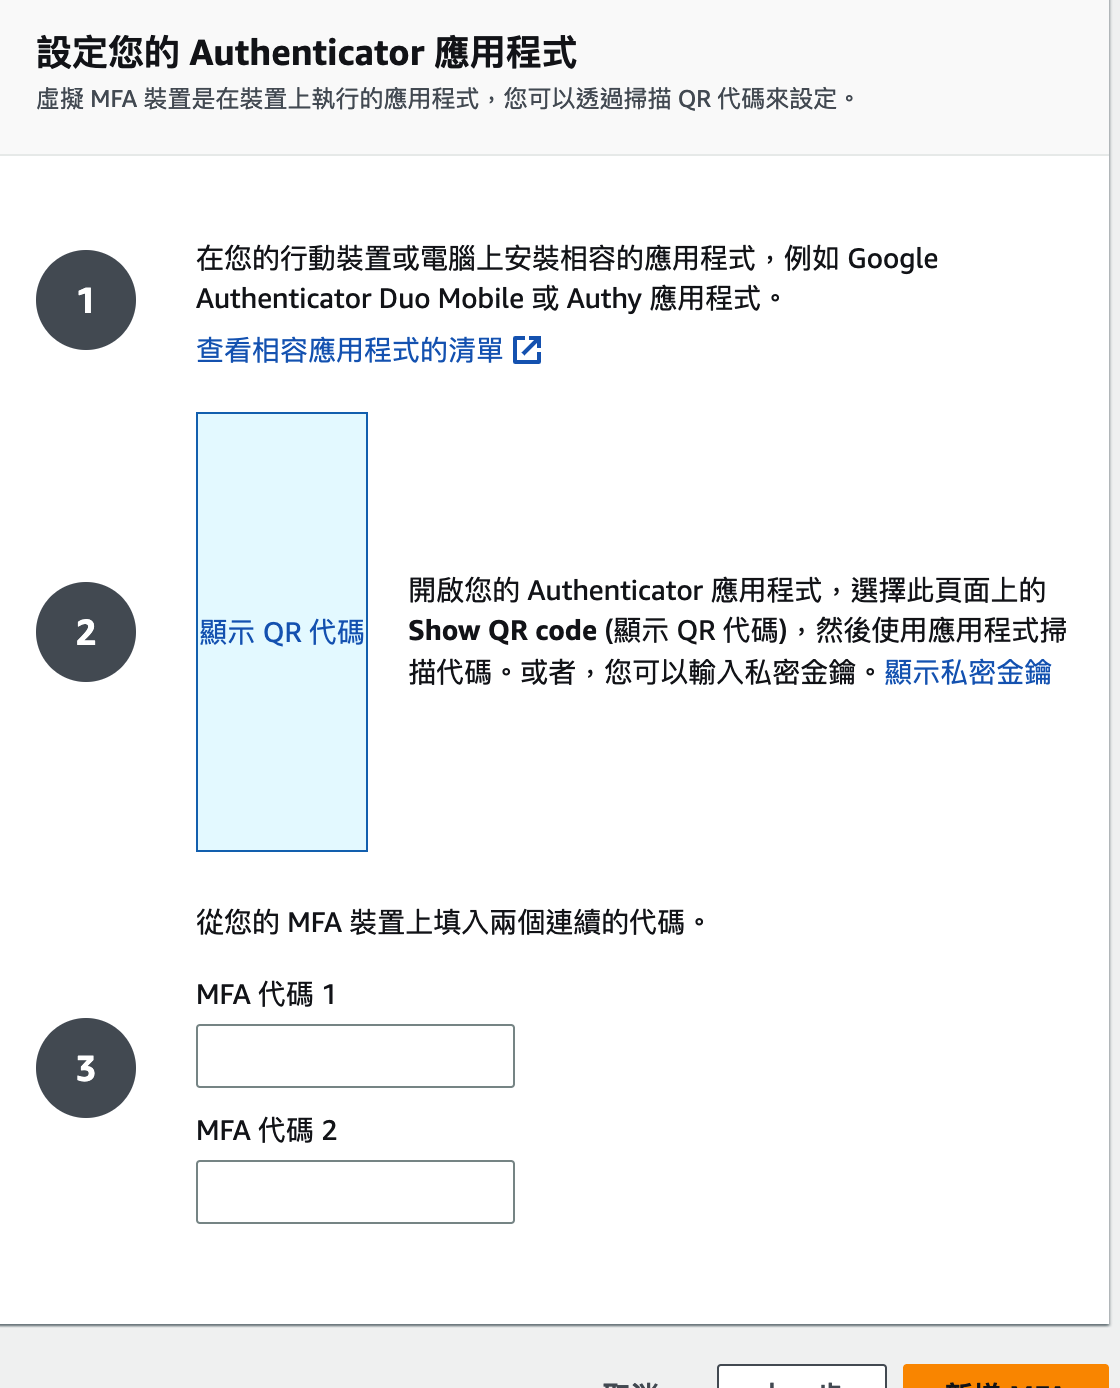 設定您的 Authenticator 應用程式
虛擬 MFA 裝置是在裝置上執行的應用程式，您可以透過掃描 QR 代碼來設定。
1
在您的行動裝置或電腦上安裝相容的應用程式，例如 Google
Authenticator Duo Mobile 或 Authy 應用程式。
查看相容應用程式的清單
2
顯示 QR 代碼
開啟您的 Authenticator 應用程式，選擇此頁面上的
Show QR code (顯示 QR 代碼)，然後使用應用程式掃
描代碼。或者，您可以輸入私密金鑰。顯示私密金鑰
3
從您的 MFA 裝置上填入兩個連續的代碼。
MFA 代碼 1
MFA 代碼 2